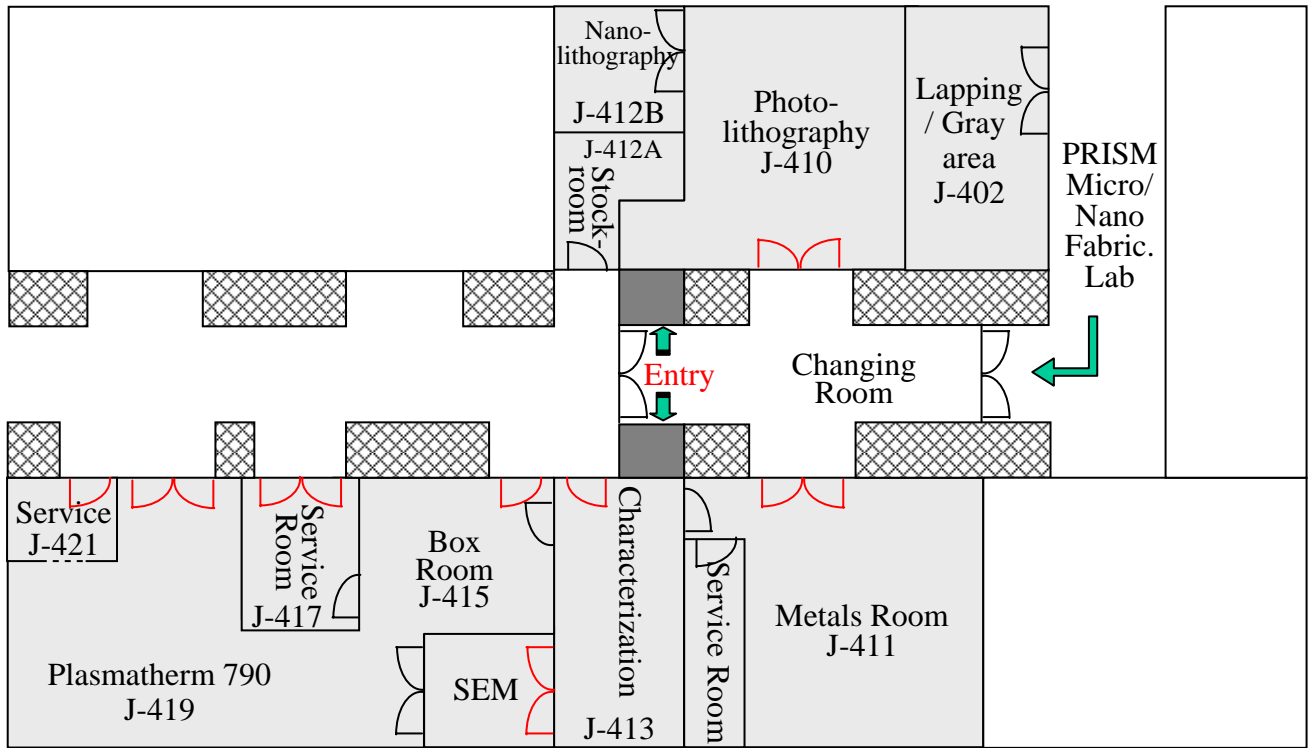 Nano-
lithography
J-412B
J-412A
Stock-
room
Photo-
lithography
J-410
Lapping
/ Gray
area
J-402
PRISM
Micro/
Nano
Fabric.
Lab
Entry
Changing
Room
Service
J-421
Service
Room
J-417
Box
Room
J-415
Characterization
J-413
Service Room
Metals Room
J-411
Plasmatherm 790
J-419
SEM